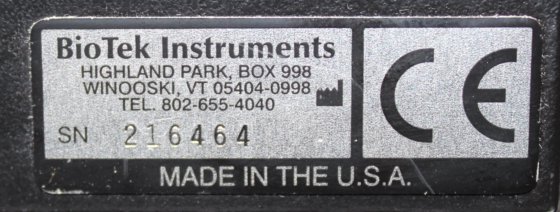 BioTek Instruments
HIGHLAND PARK, BOX 998
WINOOSKI, VT 05404-0998
TEL. 802-655-4040
SN 216464
CE
MADE IN THE U.S.A.